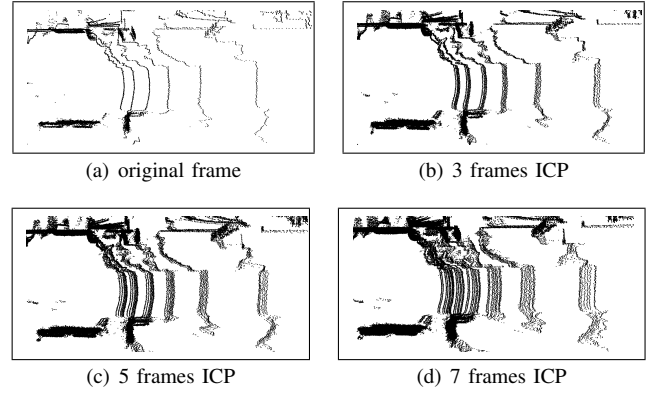 (a) original frame
(b) 3 frames ICP
(c) 5 frames ICP
(d) 7 frames ICP